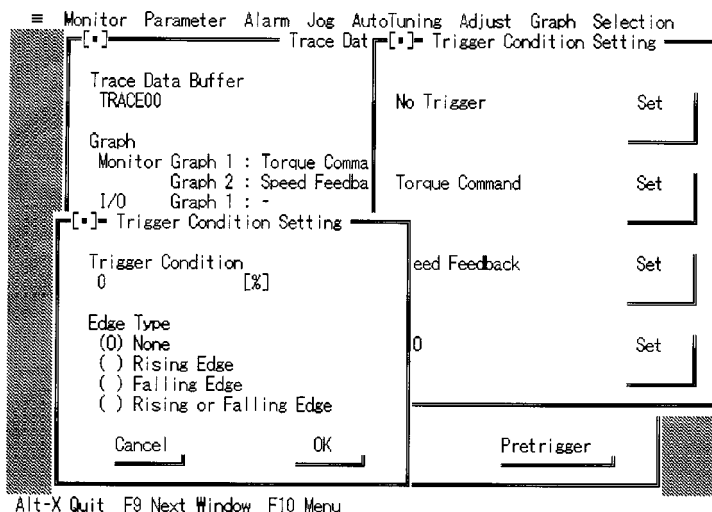 ≡ Monitor Parameter Alarm Jog AutoTuning Adjust Graph Selection
[▪] Trace Dat
Trace Data Buffer
TRACE00
Graph
Monitor Graph 1 : Torque Comma
Graph 2 : Speed Feedba
I/O Graph 1 : -
[▪] Trigger Condition Setting
No Trigger Set
Torque Command Set
eed Feedback Set
0 Set
[▪] Trigger Condition Setting
Trigger Condition
0 [%]
Edge Type
(O) None
( ) Rising Edge
( ) Falling Edge
( ) Rising or Falling Edge
Cancel OK
Pretrigger
Alt-X Quit F9 Next Window F10 Menu